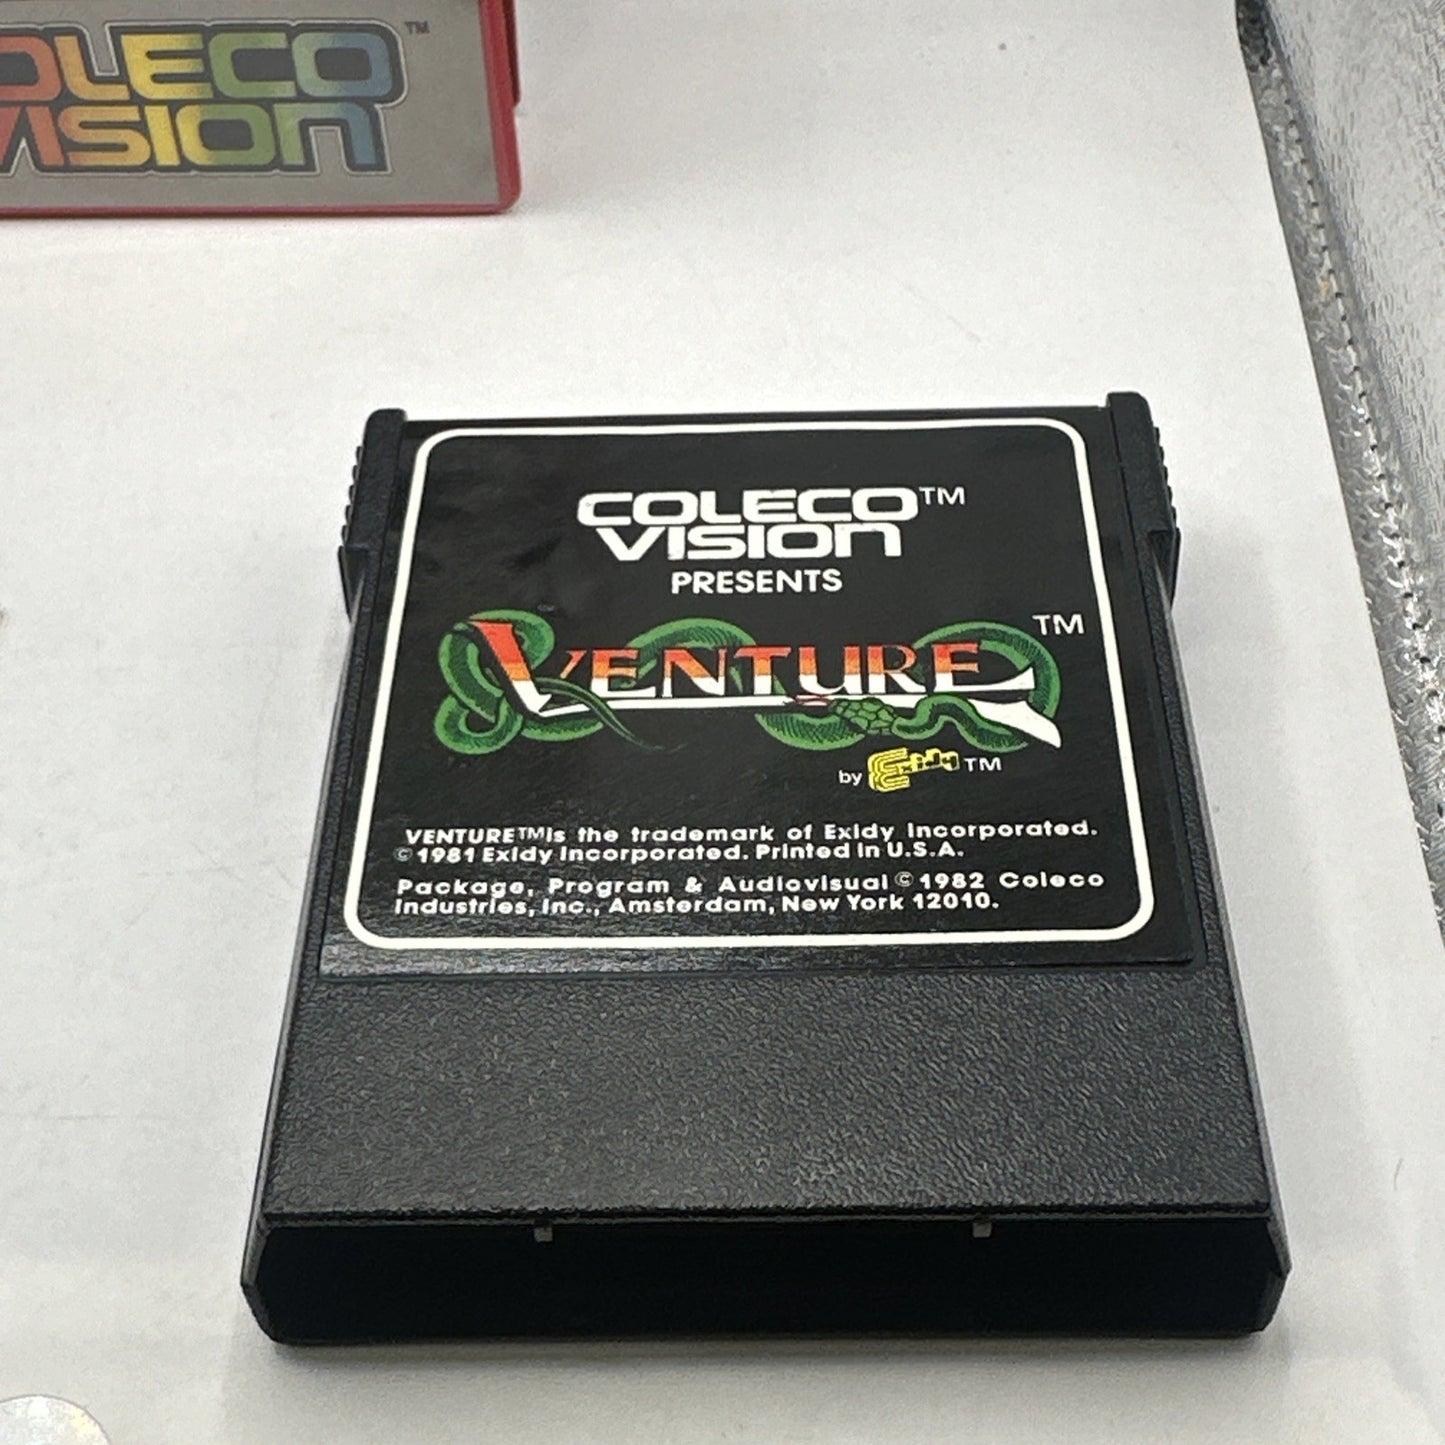 OLECO™
VISION
COLECO™
VISION
PRESENTS
VENTURE™
by Exidy™
VENTURE™ is the trademark of Exidy Incorporated.
© 1981 Exidy Incorporated. Printed in U.S.A.
Package, Program & Audiovisual © 1982 Coleco
Industries, Inc., Amsterdam, New York 12010.